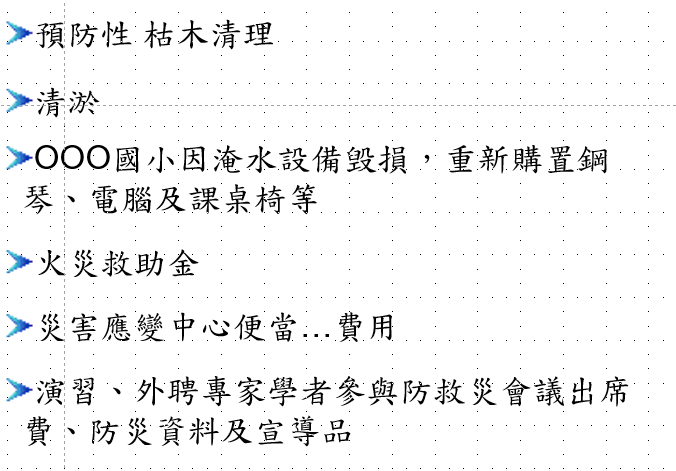 預防性 枯木清理
清淤
OOO國小因淹水設備毀損，重新購置鋼
琴、電腦及課桌椅等
火災救助金
災害應變中心便當…費用
演習、外聘專家學者參與防救災會議出席
費、防災資料及宣導品